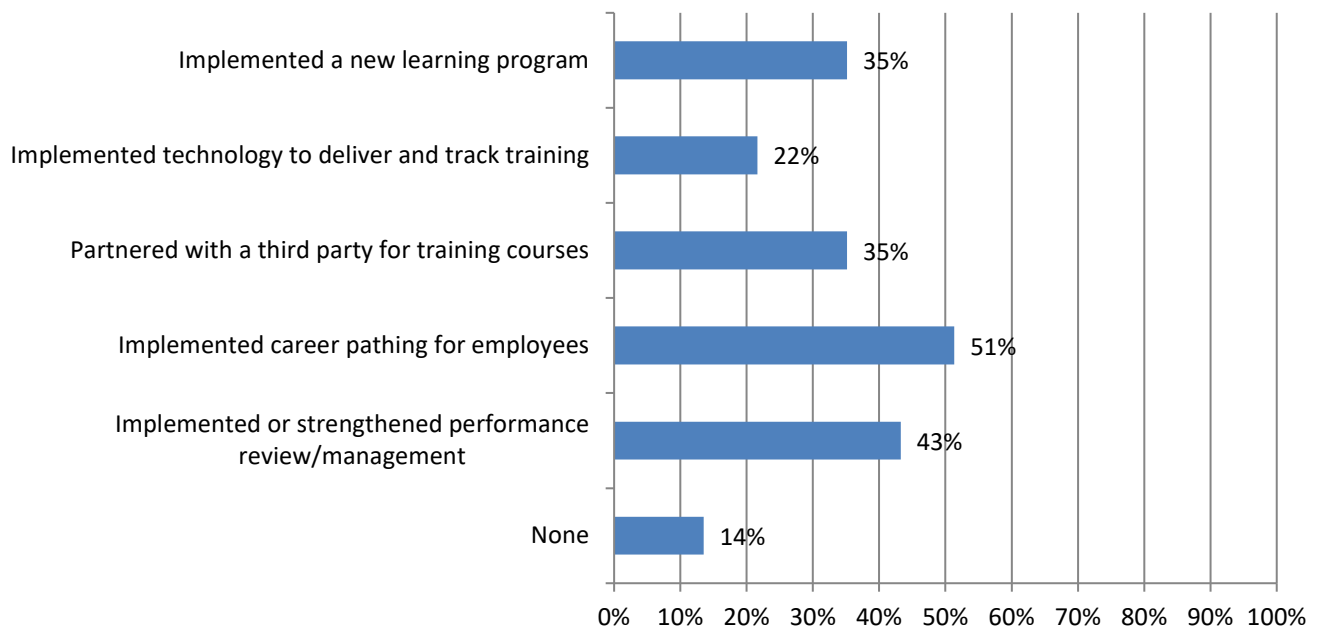 Implemented a new learning program
35%
Implemented technology to deliver and track training
22%
Partnered with a third party for training courses
35%
Implemented career pathing for employees
51%
Implemented or strengthened performance
review/management
43%
None
14%
0% 10% 20% 30% 40% 50% 60% 70% 80% 90% 100%